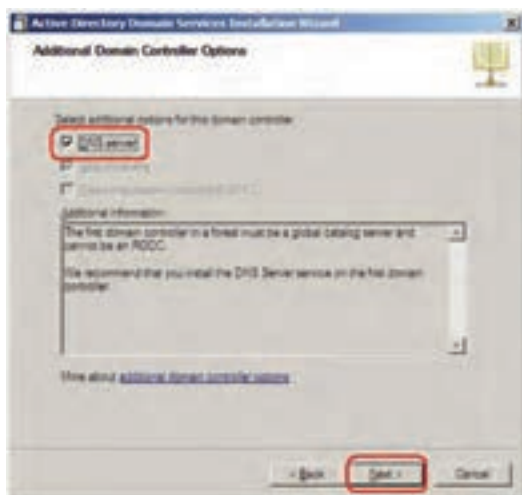 Active Directory Domain Services Installation Wizard
Additional Domain Controller Options
Select additional options for this domain controller.
DNS server
Additional information:
The first domain controller in a forest must be a global catalog server and
cannot be an RODC.
We recommend that you install the DNS Server service on the first domain
controller.
More about additional domain controller options
< Back
Next >
Cancel